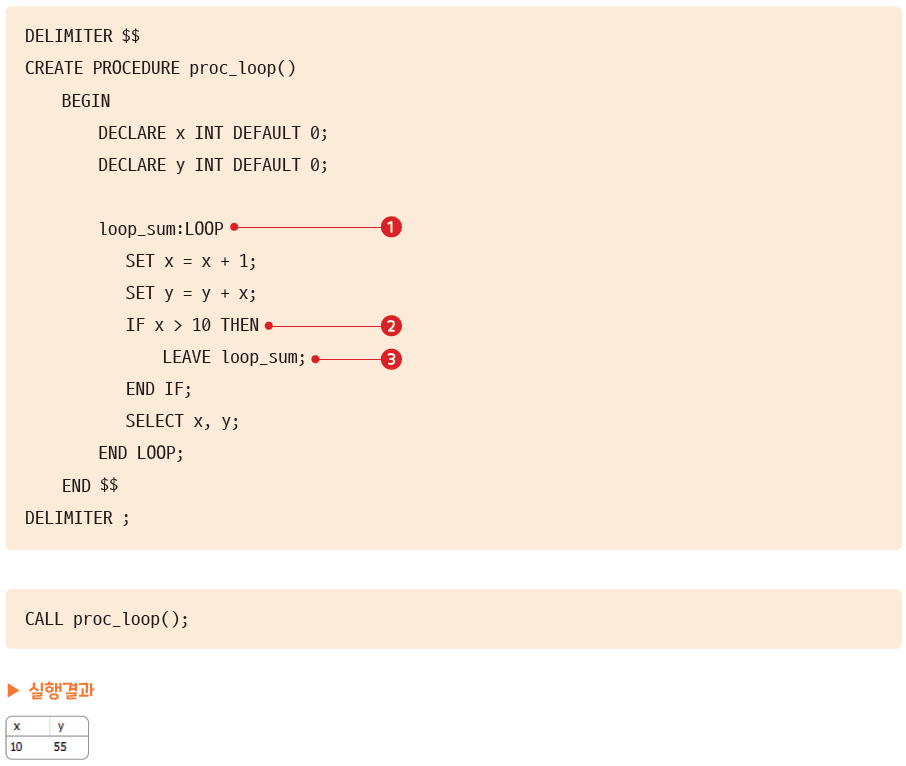 DELIMITER $$
CREATE PROCEDURE proc_loop()
BEGIN
DECLARE x INT DEFAULT 0;
DECLARE y INT DEFAULT 0;
loop_sum:LOOP 1
SET x = x + 1;
SET y = y + x;
IF x > 10 THEN 2
LEAVE loop_sum; 3
END IF;
SELECT x, y;
END LOOP;
END $$
DELIMITER ;
CALL proc_loop();
▶ 실행결과
x y
10 55